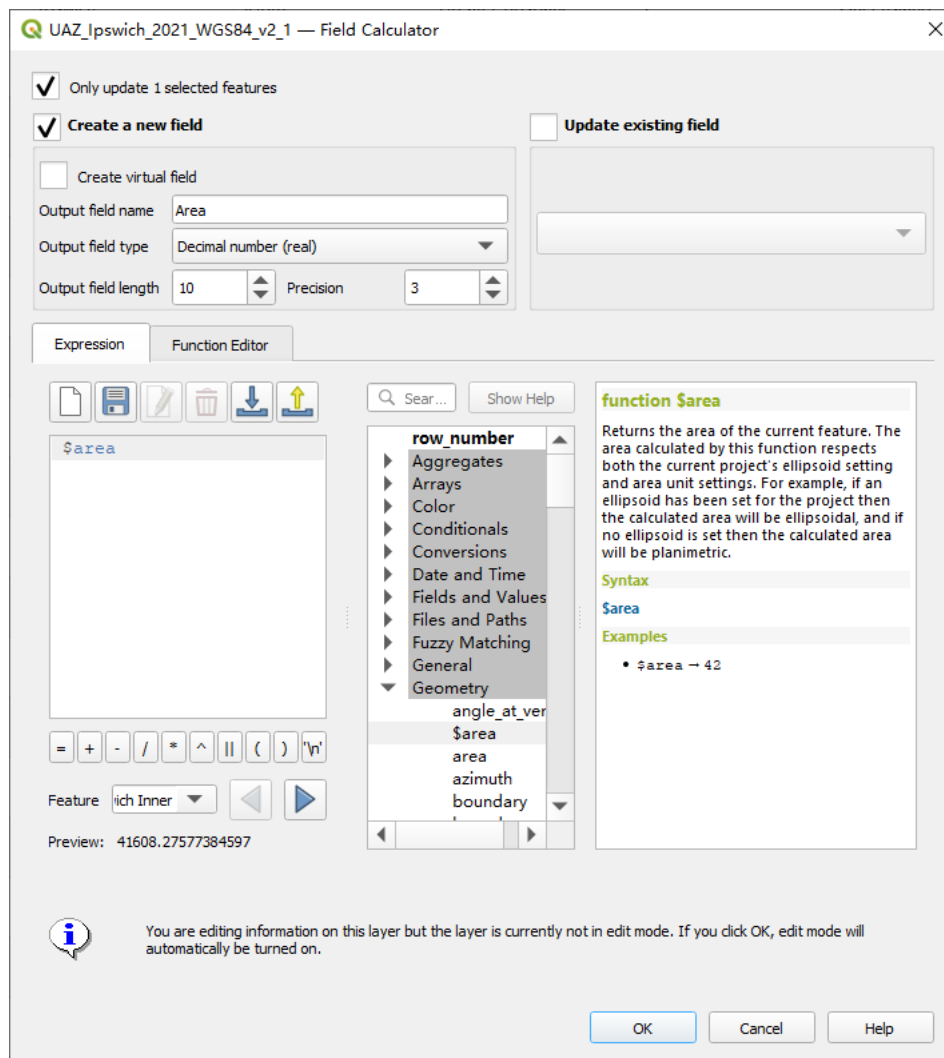 UAZ_Ipswich_2021_WGS84_v2_1 — Field Calculator
Only update 1 selected features
Create a new field
Update existing field
Create virtual field
Output field name Area
Output field type Decimal number (real)
Output field length 10 Precision 3
Expression Function Editor
Sear... Show Help
$area
row_number
Aggregates
Arrays
Color
Conditionals
Conversions
Date and Time
Fields and Values
Files and Paths
Fuzzy Matching
General
Geometry
angle_at_ver
$area
area
azimuth
boundary
function $area
Returns the area of the current feature. The
area calculated by this function respects
both the current project's ellipsoid setting
and area unit settings. For example, if an
ellipsoid has been set for the project then
the calculated area will be ellipsoidal, and if
no ellipsoid is set then the calculated area
will be planimetric.
Syntax
$area
Examples
• $area → 42
= + - / * ^ || ( ) '\n'
Feature ich Inner
Preview: 41608.27577384597
You are editing information on this layer but the layer is currently not in edit mode. If you click OK, edit mode will
automatically be turned on.
OK Cancel Help